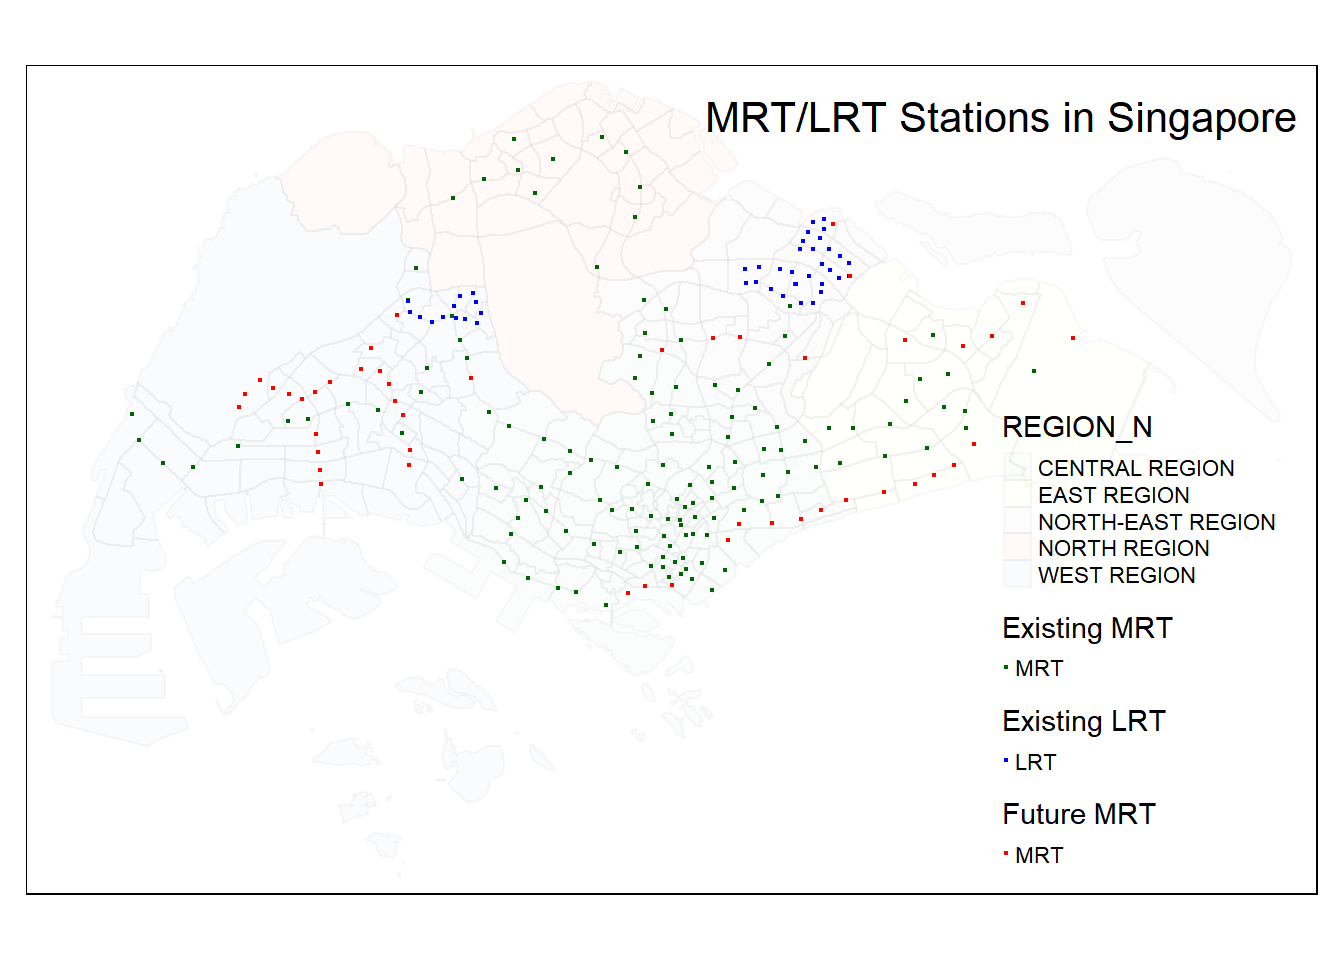 MRT/LRT Stations in Singapore
REGION_N
CENTRAL REGION
EAST REGION
NORTH-EAST REGION
NORTH REGION
WEST REGION
Existing MRT
MRT
Existing LRT
LRT
Future MRT
MRT